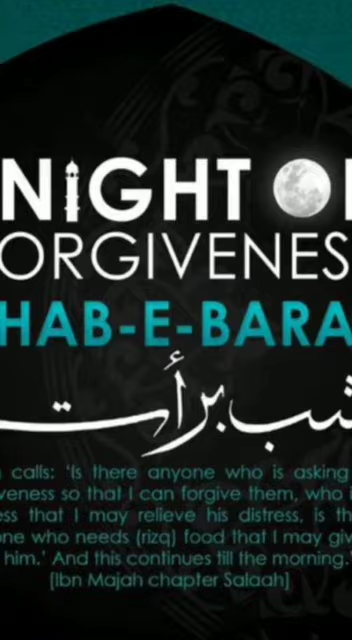 NIGHT O
ORGIVENES
HAB-E-BARA
شب برأت
calls: 'Is there anyone who is asking
veness so that I can forgive them, who i
ess that I may relieve his distress, is th
ne who needs (rizq) food that I may giv
him.' And this continues till the morning.'
[Ibn Majah chapter Salaah]